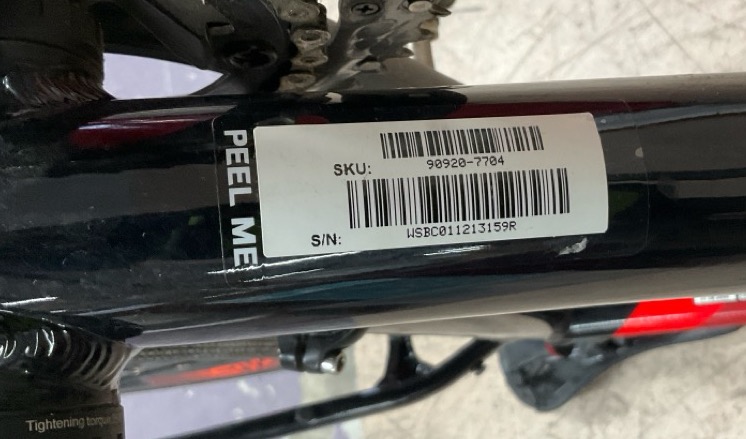 PEEL ME
SKU:
90920-7704
S/N:
WSBC011213159R
Tightening torque